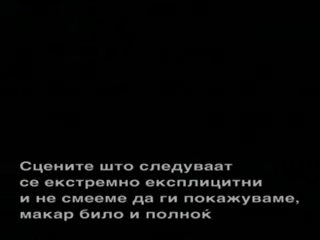 Сцените што следуваат
се екстремно експлицитни
и не смееме да ги покажуваме,
макар било и полноќ